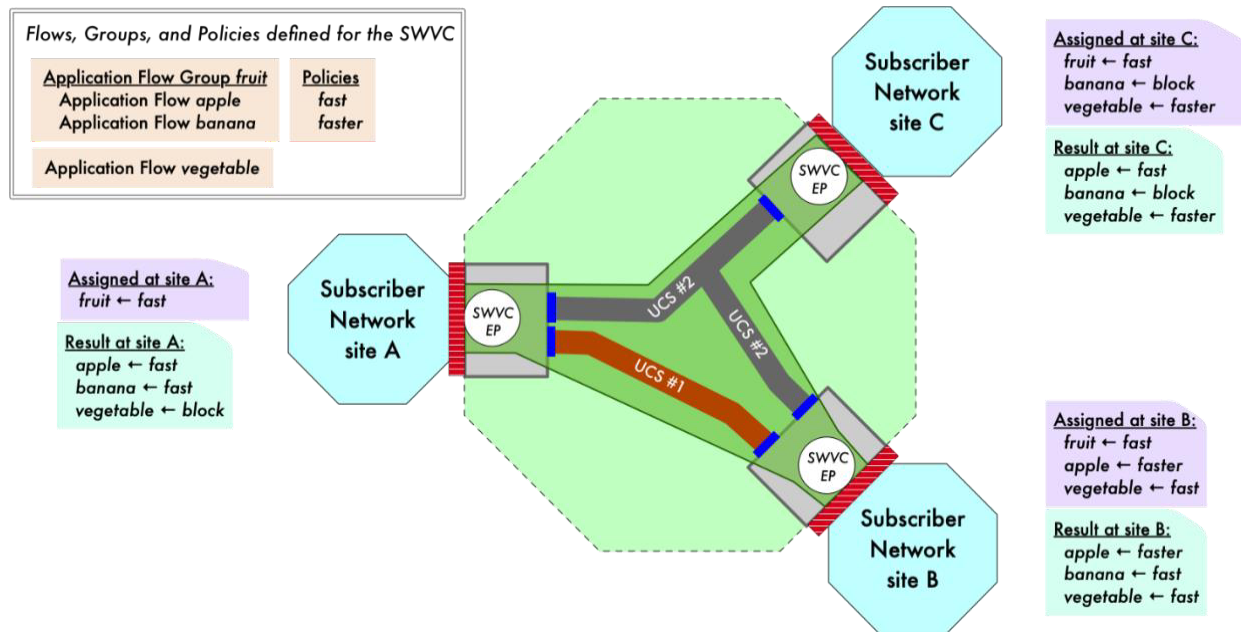 Flows, Groups, and Policies defined for the SWVC
Application Flow Group fruit
Application Flow apple
Application Flow banana
Policies
fast
faster
Application Flow vegetable
Subscriber
Network
site C
SWVC
EP
Assigned at site C:
fruit ← fast
banana ← block
vegetable ← faster
Result at site C:
apple ← fast
banana ← block
vegetable ← faster
Assigned at site A:
fruit ← fast
Result at site A:
apple ← fast
banana ← fast
vegetable ← block
Subscriber
Network
site A
SWVC
EP
UCS #2
UCS #2
UCS #1
SWVC
EP
Subscriber
Network
site B
Assigned at site B:
fruit ← fast
apple ← faster
vegetable ← fast
Result at site B:
apple ← faster
banana ← fast
vegetable ← fast